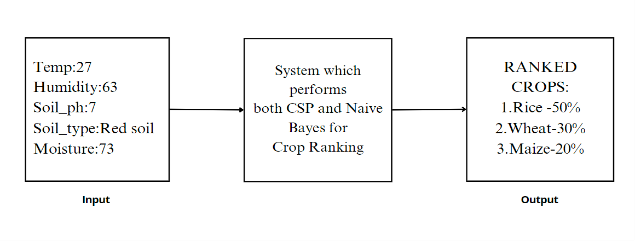 Temp:27
Humidity:63
Soil_ph:7
Soil_type:Red soil
Moisture:73
Input
System which
performs
both CSP and Naive
Bayes for
Crop Ranking
RANKED
CROPS:
1.Rice -50%
2.Wheat-30%
3.Maize-20%
Output